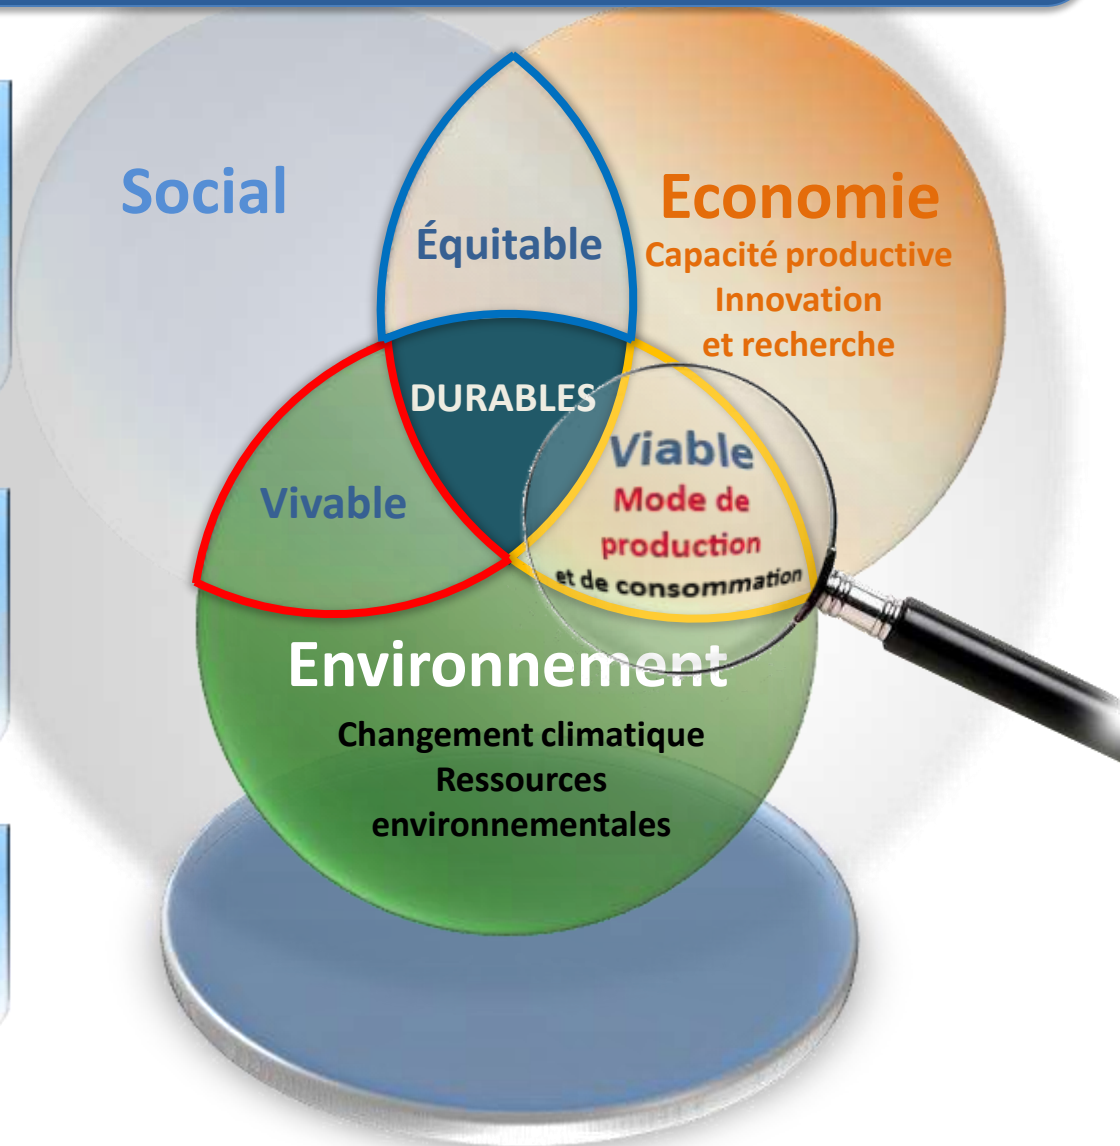 Social
Economie
Capacité productive
Innovation
et recherche
Équitable
DURABLES
Viable
Mode de
production
et de consommation
Vivable
Environnement
Changement climatique
Ressources
environnementales